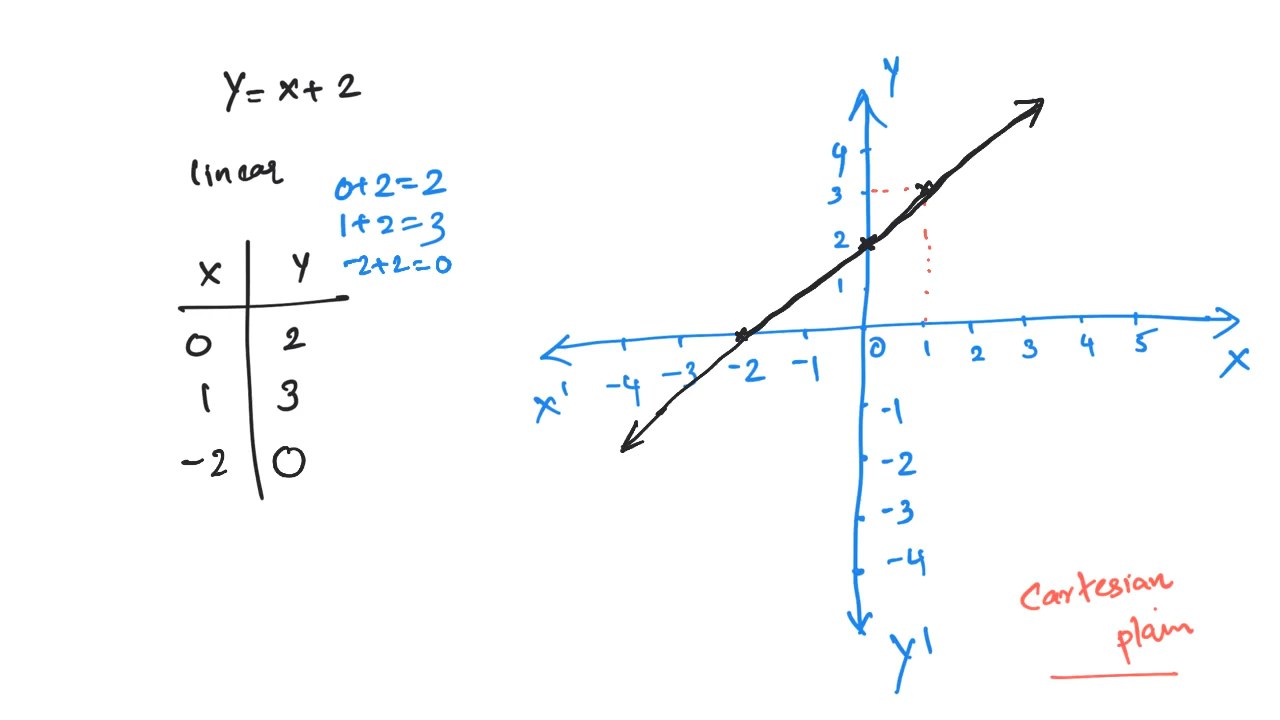 Y = x + 2
linear
0+2=2
1+2=3
-2+2=0
X Y
0 2
1 3
-2 0
Y
4
3
2
1
X' -4 -3 -2 -1 0 1 2 3 4 5 X
-1
-2
-3
-4
Y'
Cartesian
plain